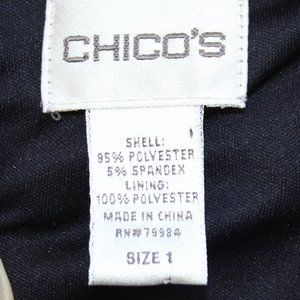 CHICO'S
SHELL:
95% POLYESTER
5% SPANDEX
LINING:
100% POLYESTER
MADE IN CHINA
RN#79984
SIZE 1